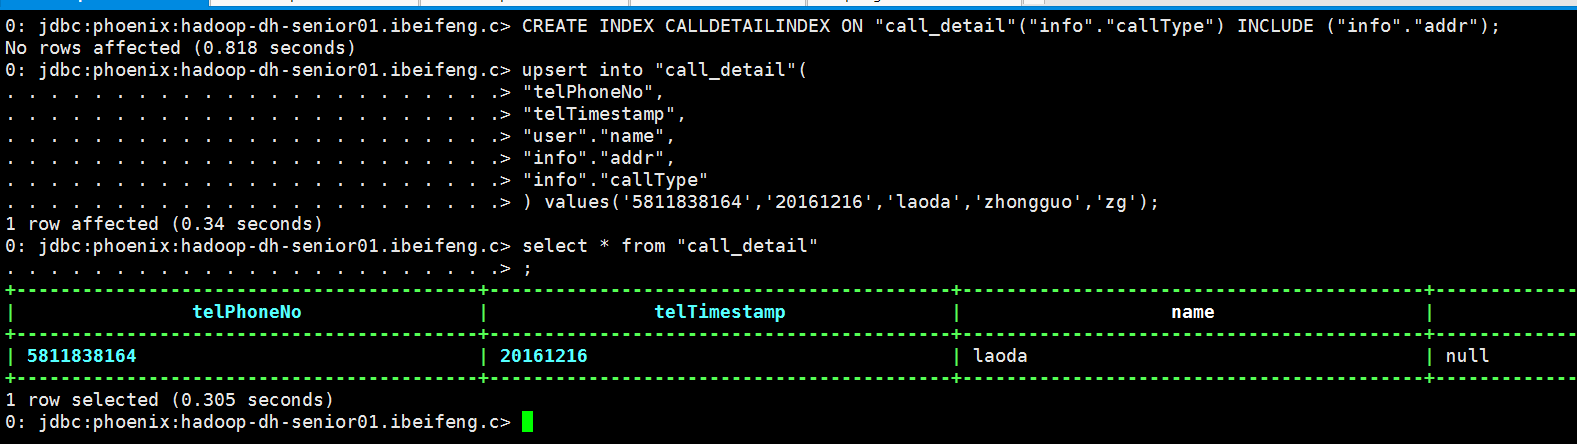 0: jdbc:phoenix:hadoop-dh-senior01.ibeifeng.c> CREATE INDEX CALLDETAILINDEX ON "call_detail"("info"."callType") INCLUDE ("info"."addr");
No rows affected (0.818 seconds)
0: jdbc:phoenix:hadoop-dh-senior01.ibeifeng.c> upsert into "call_detail"(
. . . . . . . . . . . . . . . . . . . . . . .> "telPhoneNo",
. . . . . . . . . . . . . . . . . . . . . . .> "telTimestamp",
. . . . . . . . . . . . . . . . . . . . . . .> "user"."name",
. . . . . . . . . . . . . . . . . . . . . . .> "info"."addr",
. . . . . . . . . . . . . . . . . . . . . . .> "info"."callType"
. . . . . . . . . . . . . . . . . . . . . . .> ) values('5811838164','20161216','laoda','zhongguo','zg');
1 row affected (0.34 seconds)
0: jdbc:phoenix:hadoop-dh-senior01.ibeifeng.c> select * from "call_detail"
. . . . . . . . . . . . . . . . . . . . . . .> ;
+------------------------------------------+------------------------------------------+------------------------------------------+-------------
| telPhoneNo | telTimestamp | name |
+------------------------------------------+------------------------------------------+------------------------------------------+-------------
| 5811838164 | 20161216 | laoda | null
+------------------------------------------+------------------------------------------+------------------------------------------+-------------
1 row selected (0.305 seconds)
0: jdbc:phoenix:hadoop-dh-senior01.ibeifeng.c>